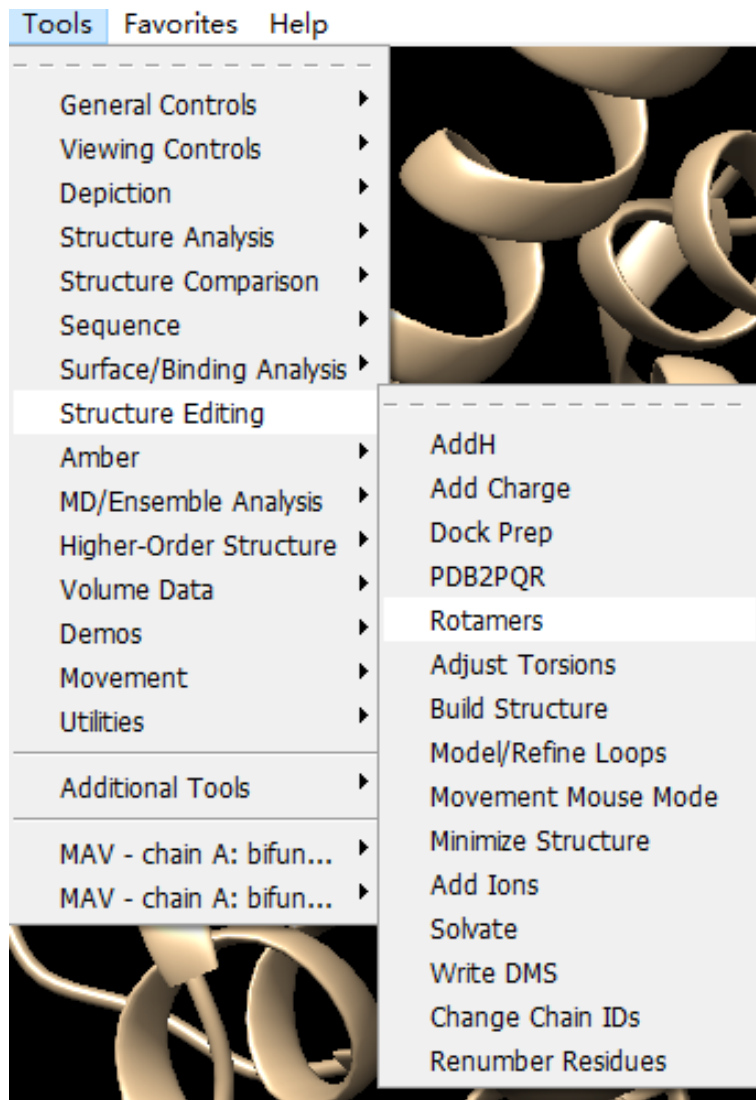 Tools Favorites Help
General Controls
Viewing Controls
Depiction
Structure Analysis
Structure Comparison
Sequence
Surface/Binding Analysis
Structure Editing
Amber
MD/Ensemble Analysis
Higher-Order Structure
Volume Data
Demos
Movement
Utilities
Additional Tools
MAV - chain A: bifun...
MAV - chain A: bifun...
AddH
Add Charge
Dock Prep
PDB2PQR
Rotamers
Adjust Torsions
Build Structure
Model/Refine Loops
Movement Mouse Mode
Minimize Structure
Add Ions
Solvate
Write DMS
Change Chain IDs
Renumber Residues